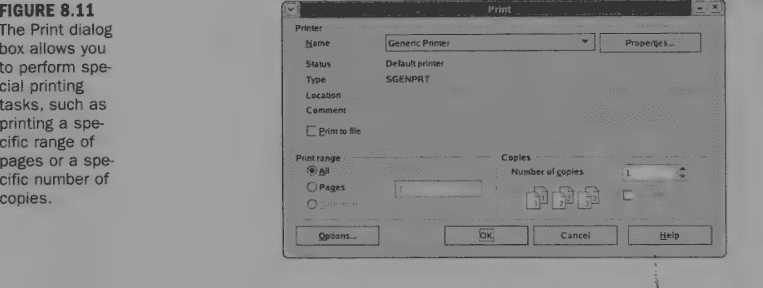 FIGURE 8.11
The Print dialog
box allows you
to perform spe-
cial printing
tasks, such as
printing a spe-
cific range of
pages or a spe-
cific number of
copies.
Print
Printer
Name Generic Printer Properties...
Status Default printer
Type SGENPRT
Location
Comment
Print to file
Print range
All
Pages 1
Copies
Number of copies 1
Options... OK Cancel Help